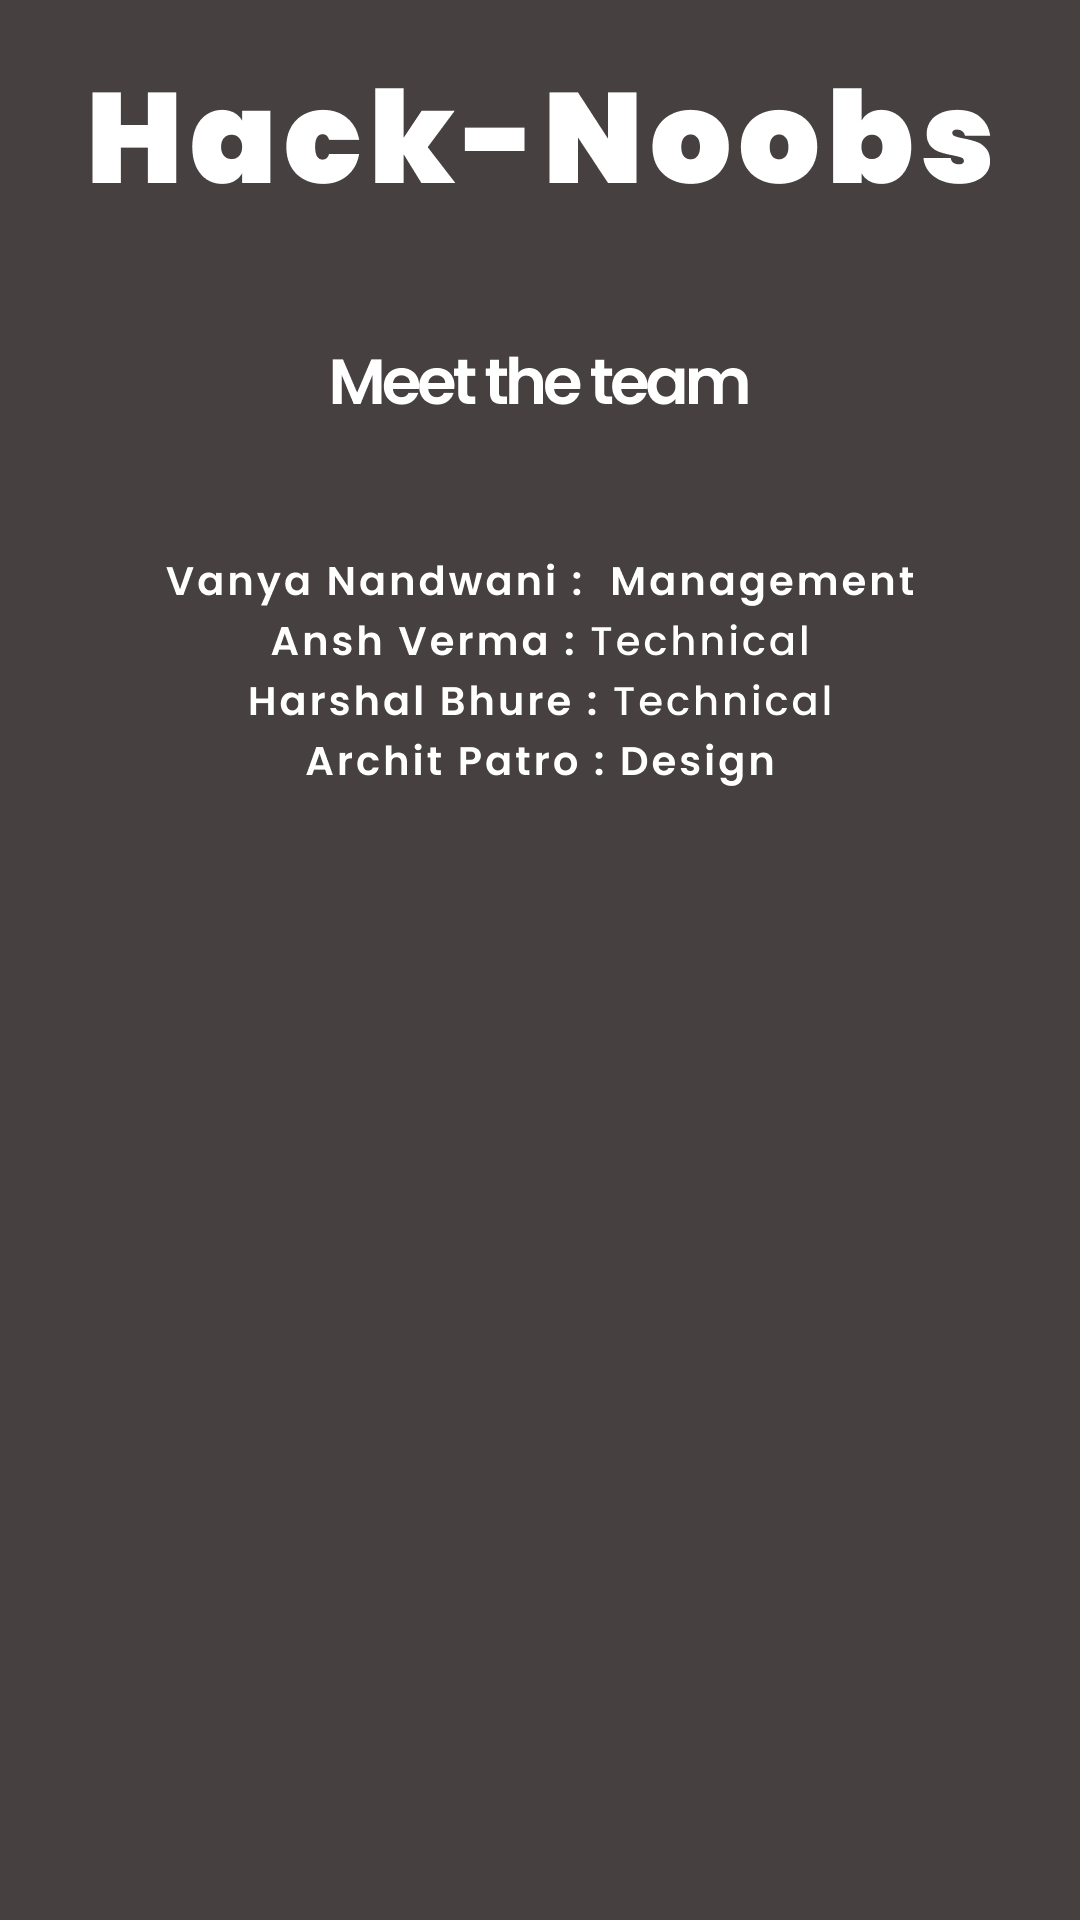 Hack-Noobs
Meet the team
Vanya Nandwani :  Management
Ansh Verma : Technical
Harshal Bhure : Technical
Archit Patro : Design